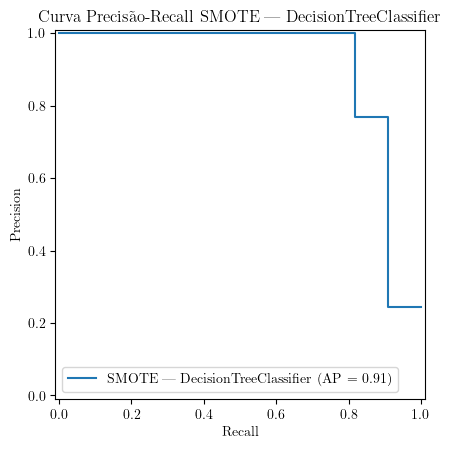 Curva Precisão-Recall SMOTE — DecisionTreeClassifier
1.0
0.8
0.6
0.4
0.2
0.0
Precision
SMOTE — DecisionTreeClassifier (AP = 0.91)
0.0 0.2 0.4 0.6 0.8 1.0
Recall